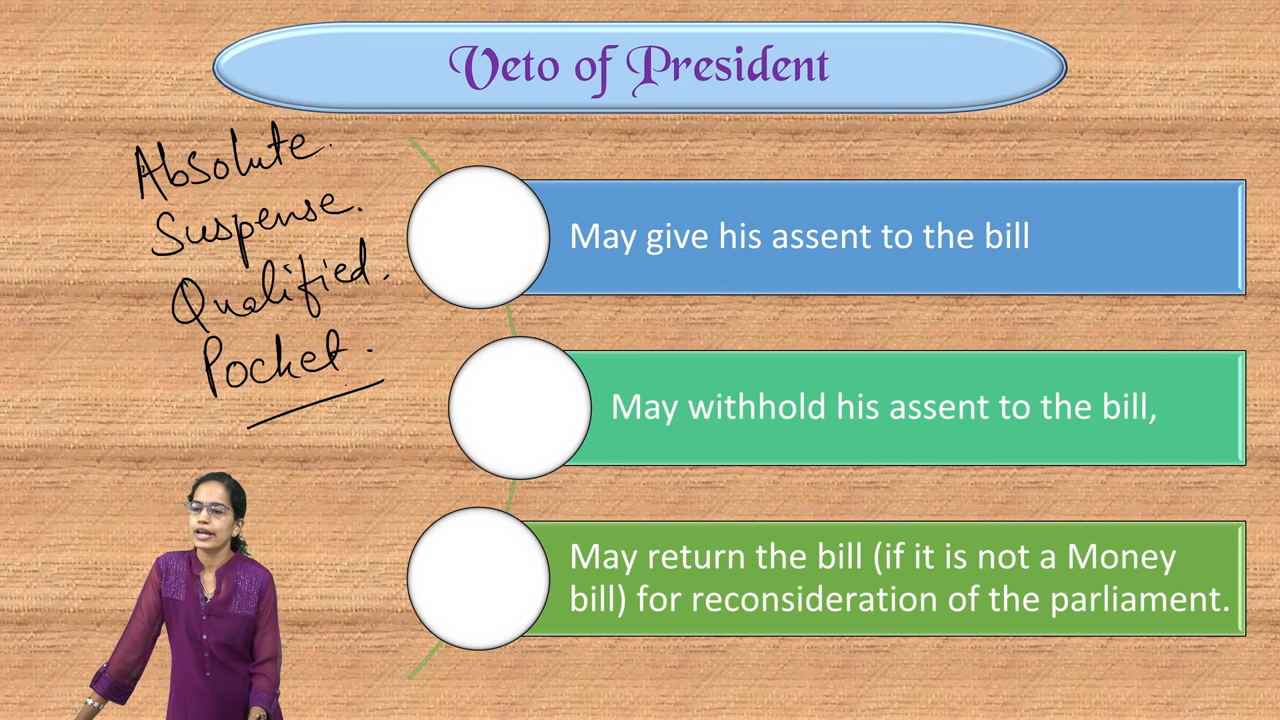 Veto of President
Absolute.
Suspense.
Qualified.
Pocket.
May give his assent to the bill
May withhold his assent to the bill,
May return the bill (if it is not a Money
bill) for reconsideration of the parliament.